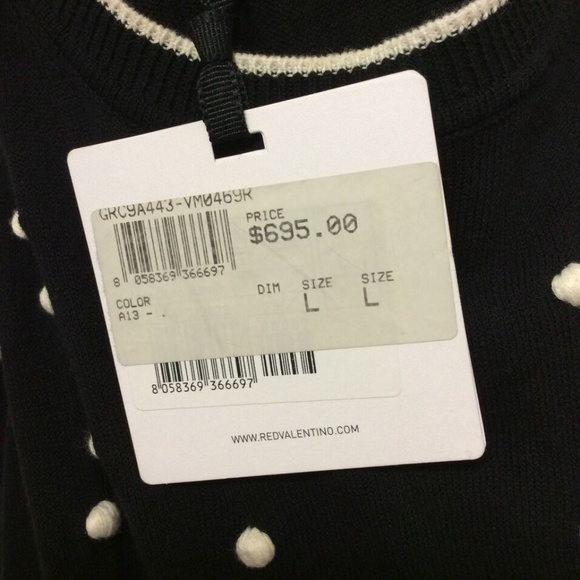 GRC9A443-VM0469R
PRICE
$695.00
8 058369 366697
COLOR
A13 - .
DIM
SIZE
L
SIZE
L
8 058369 366697
WWW.REDVALENTINO.COM